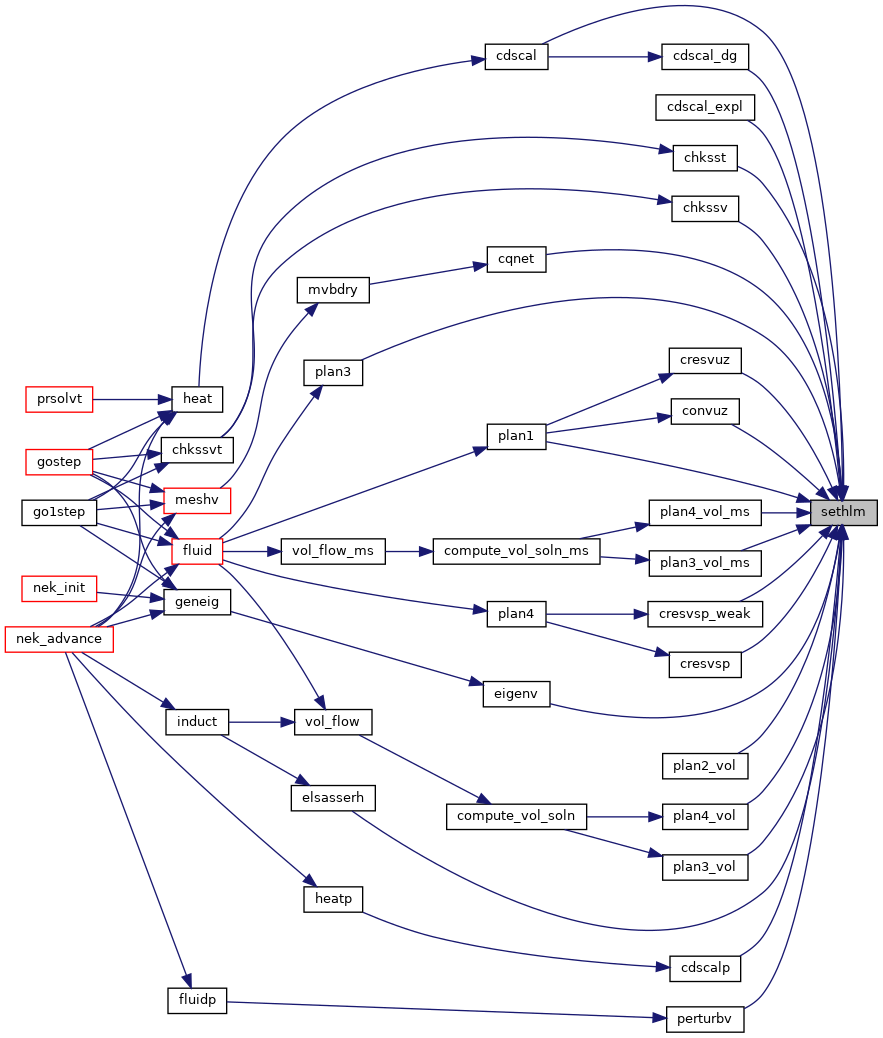 cdscal
cdscal_dg
cdscal_expl
chksst
chkssv
cqnet
mvbdry
cresvuz
plan3
heat
prsolvt
convuz
plan1
chkssvt
gostep
meshv
go1step
plan4_vol_ms
sethlm
fluid
vol_flow_ms
compute_vol_soln_ms
plan3_vol_ms
nek_init
geneig
plan4
cresvsp_weak
nek_advance
cresvsp
eigenv
induct
vol_flow
plan2_vol
elsasserh
compute_vol_soln
plan4_vol
plan3_vol
heatp
cdscalp
fluidp
perturbv